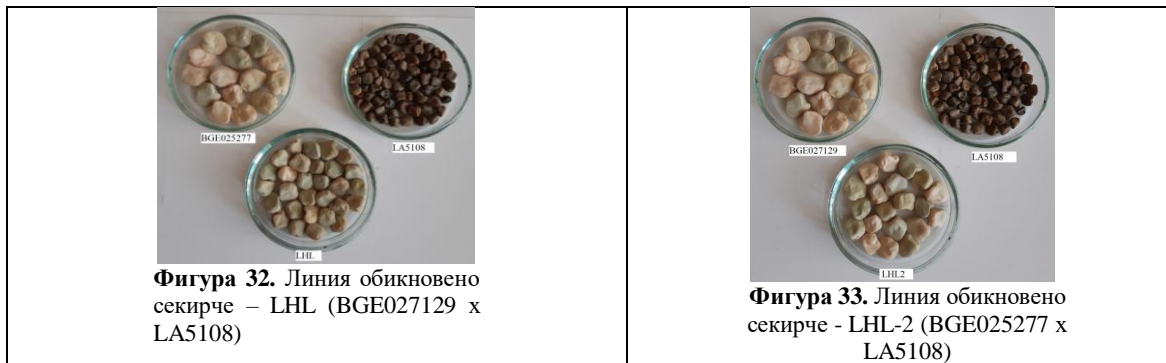 BGE025277
LA5108
LHL
Фигура 32. Линия обикновено
секирче – LHL (BGE027129 x
LA5108)
BGE027129
LA5108
LHL2
Фигура 33. Линия обикновено
секирче - LHL-2 (BGE025277 x
LA5108)